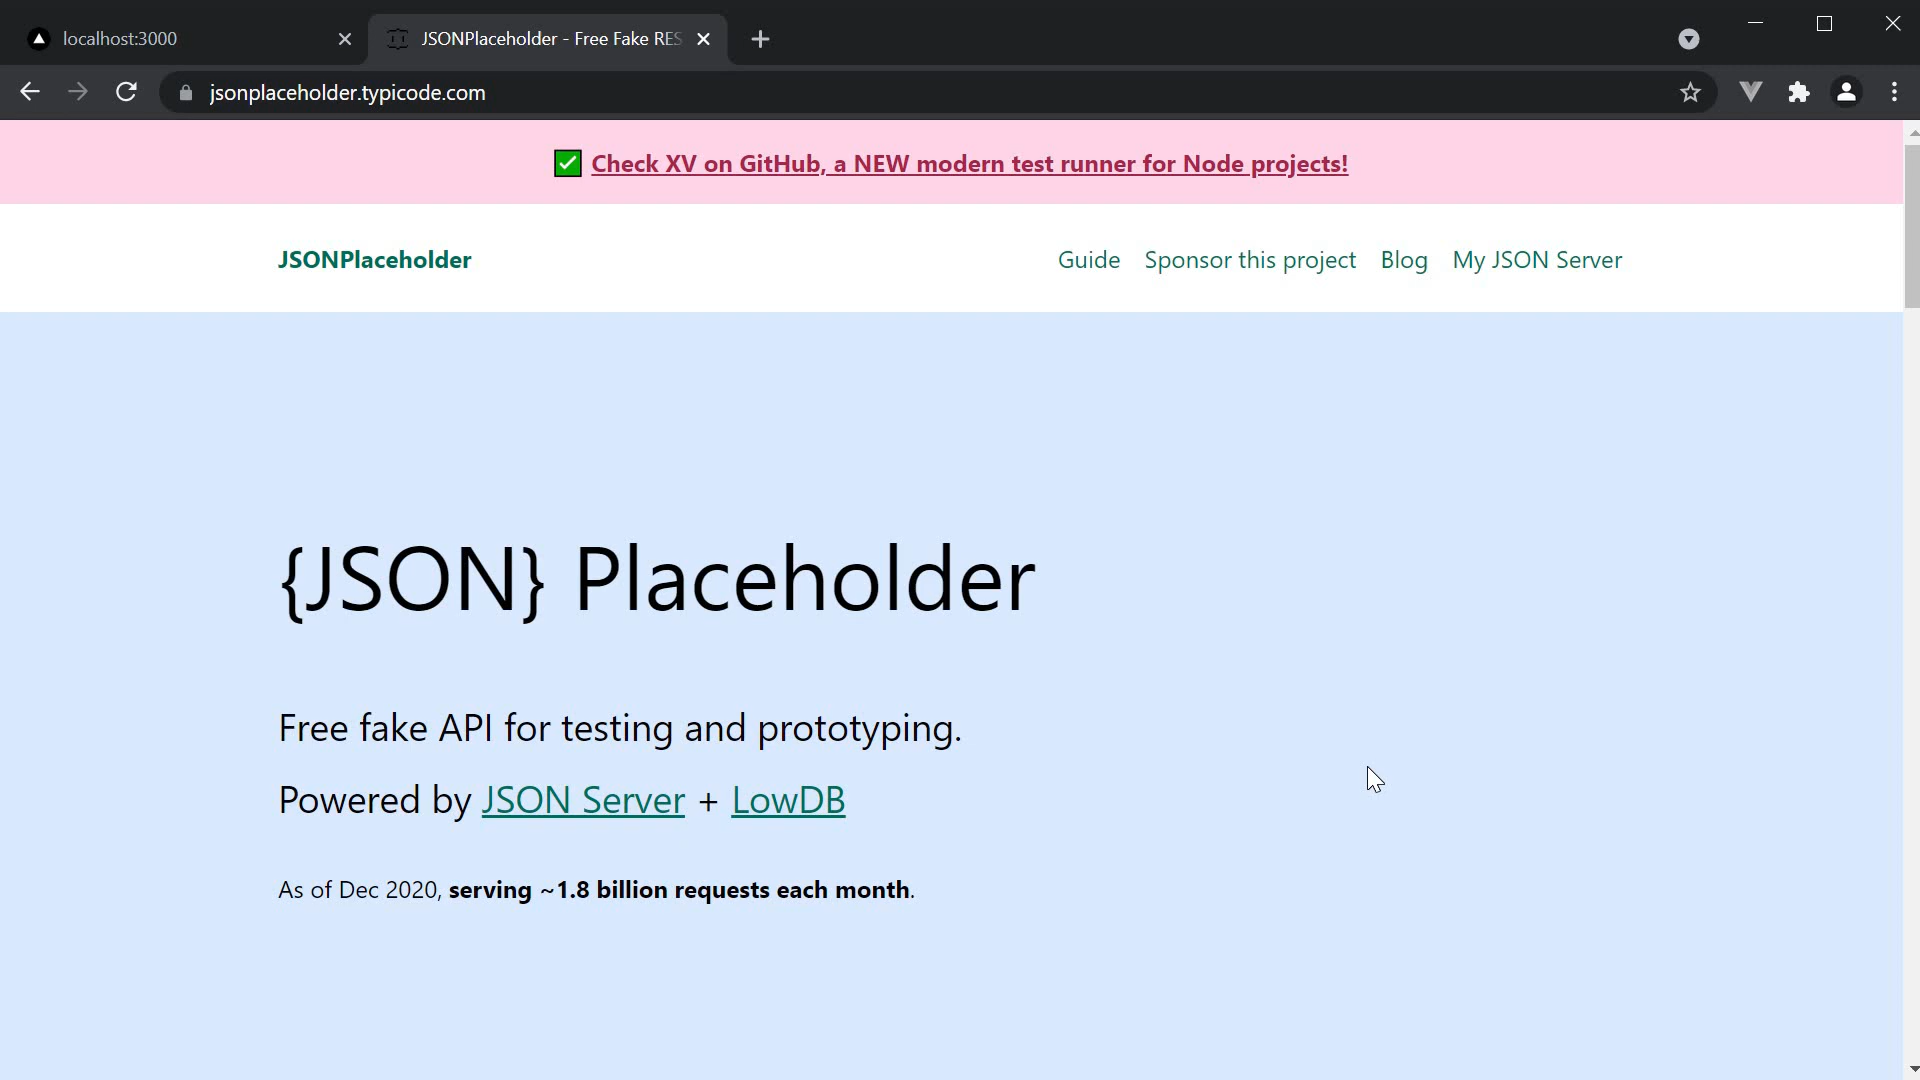 localhost:3000
JSONPlaceholder - Free Fake RES
jsonplaceholder.typicode.com
✅ Check XV on GitHub, a NEW modern test runner for Node projects!
JSONPlaceholder
Guide Sponsor this project Blog My JSON Server
{JSON} Placeholder
Free fake API for testing and prototyping.
Powered by JSON Server + LowDB
As of Dec 2020, serving ~1.8 billion requests each month.